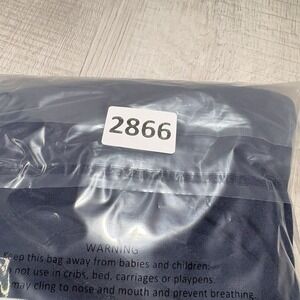 2866
WARNING
Keep this bag away from babies and children.
not use in cribs, bed, carriages or playpens.
may cling to nose and mouth and prevent breathing.